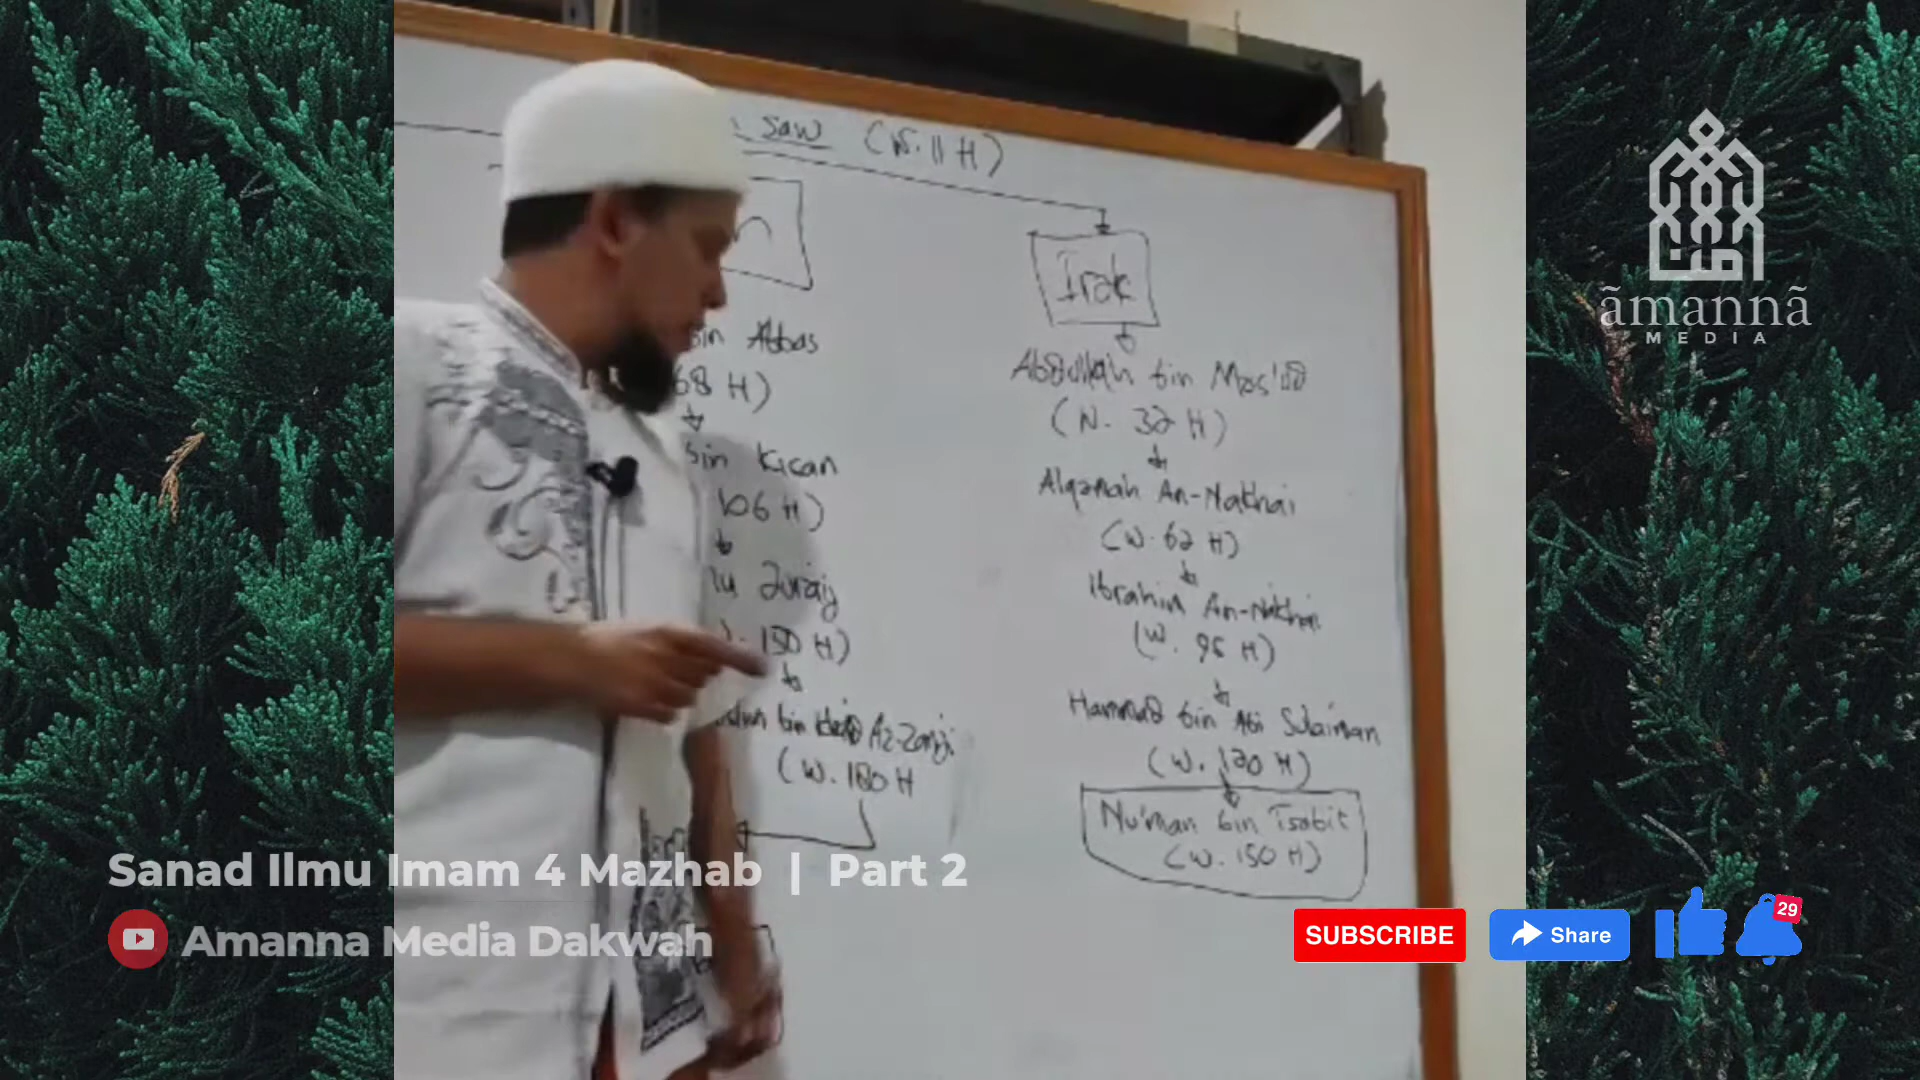 saw (W. 11 H)
Irak
bin Abbas
68 H)
Abdullah bin Mas'ud
(W. 32 H)
Kisan
106 H)
Alqamah An-Nakhai
(W. 62 H)
Juraij
150 H)
Ibrahim An-Nakhai
(W. 96 H)
bin Az-Zanji
(W. 180 H
Hammad bin Abi Sulaiman
(W. 120 H)
Nu'man bin Tsabit
(W. 150 H)
ãmannã
MEDIA
Sanad Ilmu Imam 4 Mazhab | Part 2
Amanna Media Dakwah
SUBSCRIBE
Share
29